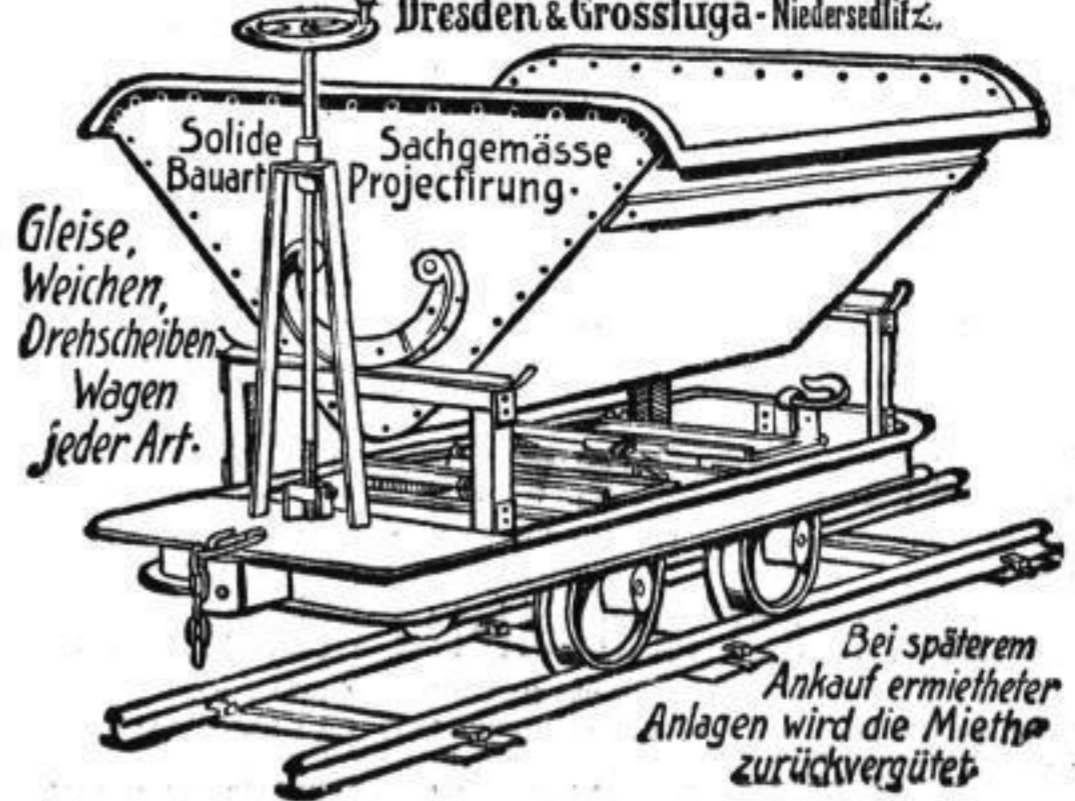 Dresden & Grossluga - Niedersedlitz.
Solide
Bauart
Sachgemässe
Projectirung.
Gleise,
Weichen,
Drehscheiben,
Wagen
jeder Art.
Bei späterem
Ankauf ermietheter
Anlagen wird die Miethe
zurückvergütet.